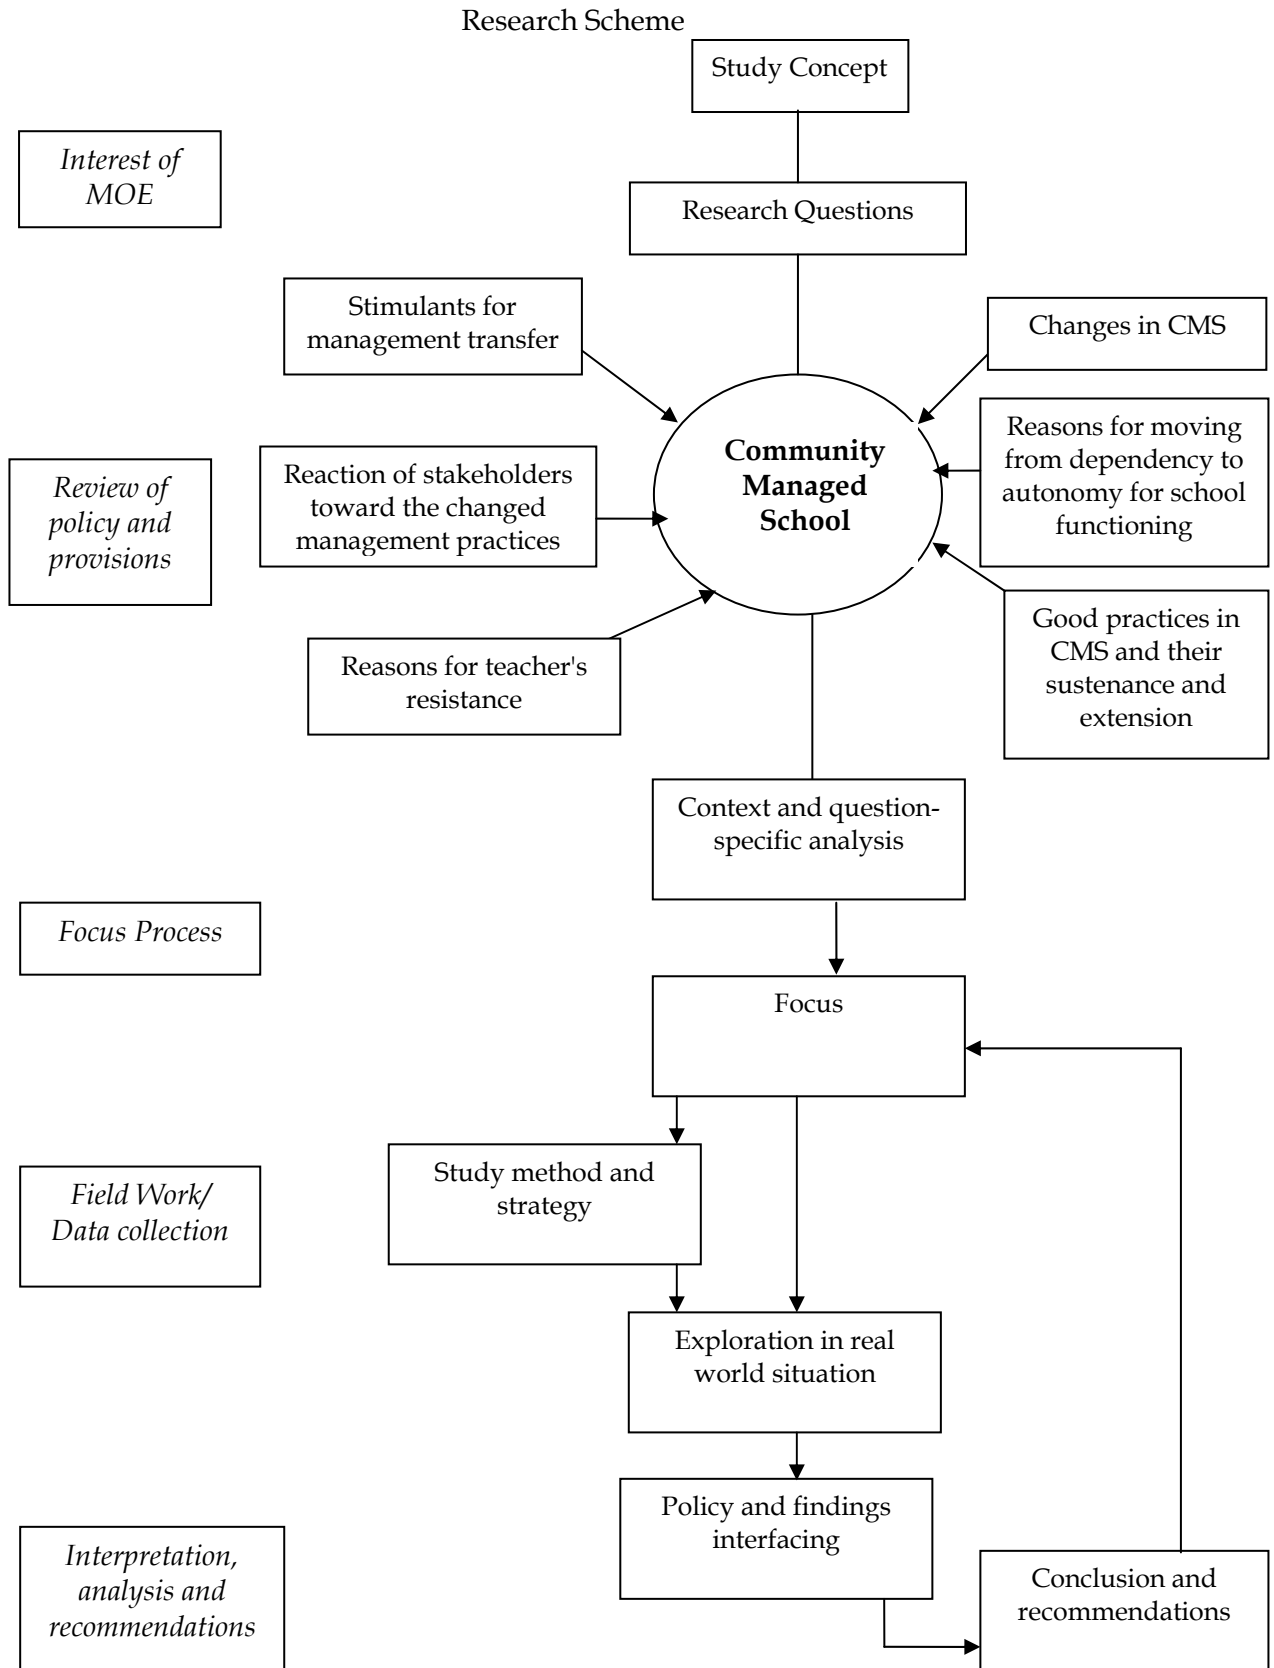 Research Scheme
Study Concept
Interest of
MOE
Research Questions
Stimulants for
management transfer
Changes in CMS
Community
Managed
School
Reasons for moving
from dependency to
autonomy for school
functioning
Reaction of stakeholders
toward the changed
management practices
Review of
policy and
provisions
Good practices in
CMS and their
sustenance and
extension
Reasons for teacher's
resistance
Context and question-
specific analysis
Focus Process
Focus
Study method and
strategy
Field Work/
Data collection
Exploration in real
world situation
Policy and findings
interfacing
Interpretation,
analysis and
recommendations
Conclusion and
recommendations